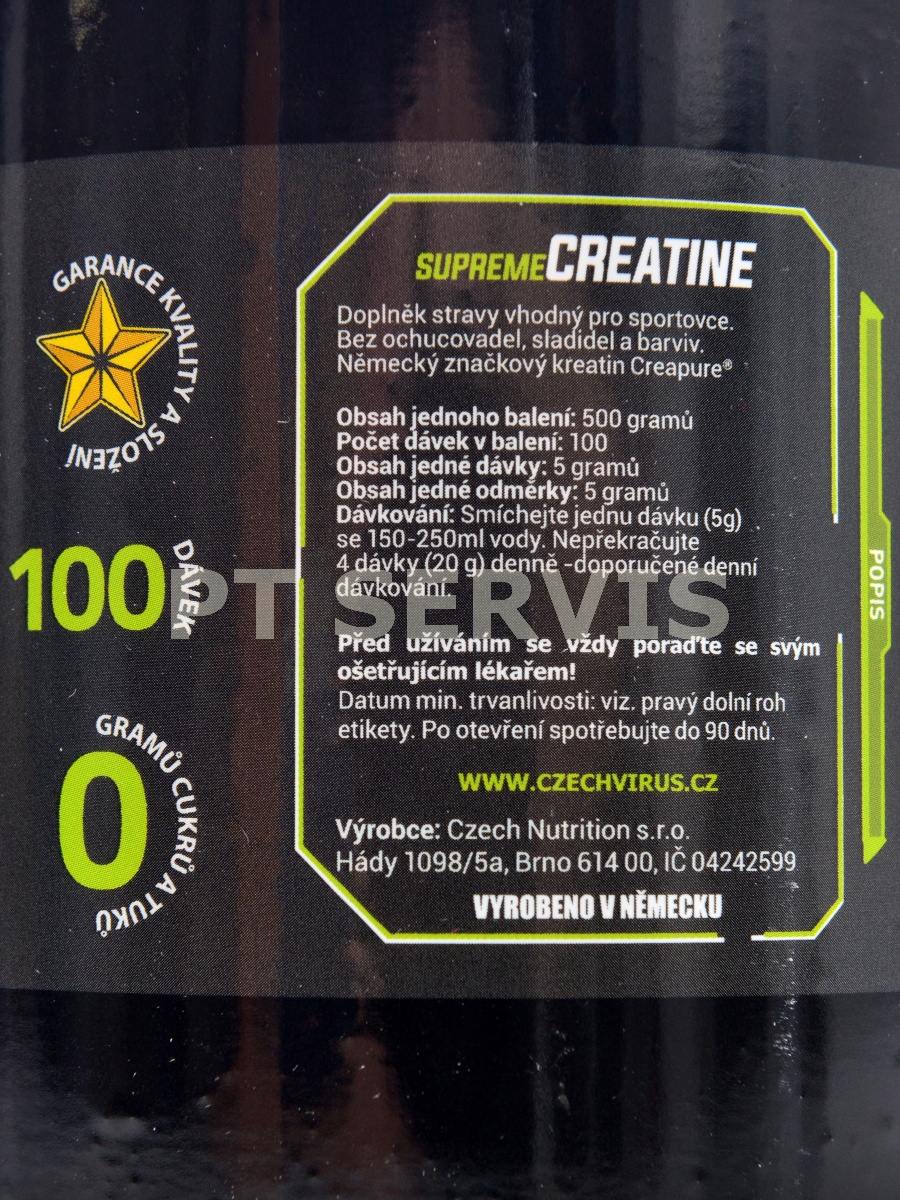 GARANCE KVALITY A SLOŽENÍ
100 DÁVEK
0 GRAMŮ CUKRŮ A TUKŮ
SUPREMECREATINE
Doplněk stravy vhodný pro sportovce.
Bez ochucovadel, sladidel a barviv.
Německý značkový kreatin Creapure®
Obsah jednoho balení: 500 gramů
Počet dávek v balení: 100
Obsah jedné dávky: 5 gramů
Obsah jedné odměrky: 5 gramů
Dávkování: Smíchejte jednu dávku (5g)
se 150-250ml vody. Nepřekračujte
4 dávky (20 g) denně -doporučené denní
dávkování.
PT SERVIS
Před užíváním se vždy poraďte se svým
ošetřujícím lékařem!
Datum min. trvanlivosti: viz. pravý dolní roh
etikety. Po otevření spotřebujte do 90 dnů.
WWW.CZECHVIRUS.CZ
Výrobce: Czech Nutrition s.r.o.
Hády 1098/5a, Brno 614 00, IČ 04242599
VYROBENO V NĚMECKU
POPIS